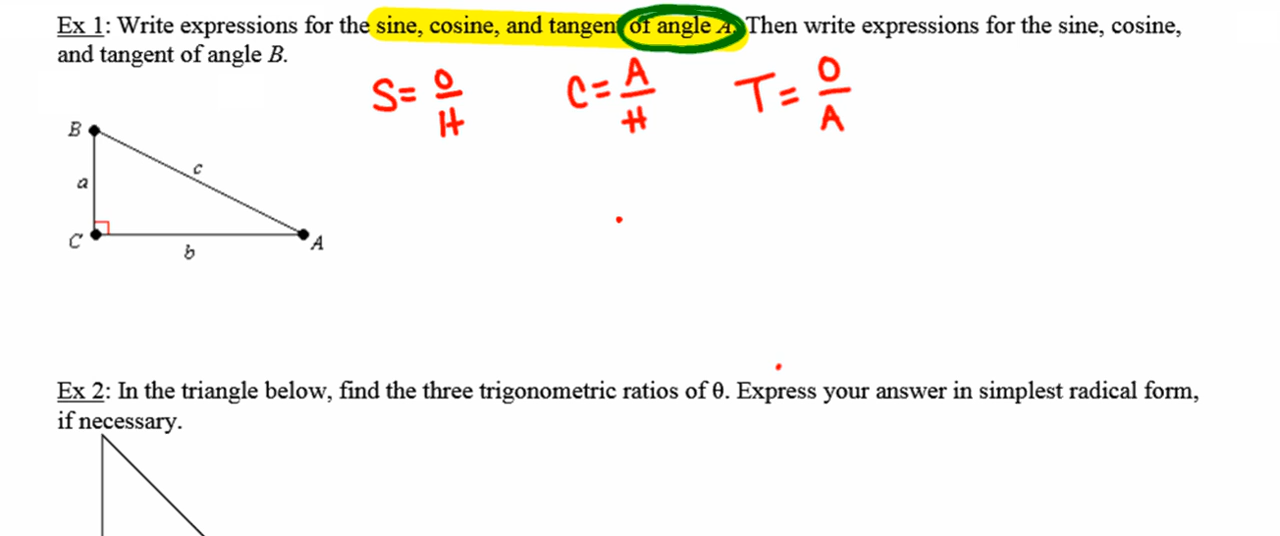 Ex 1: Write expressions for the sine, cosine, and tangent of angle A. Then write expressions for the sine, cosine,
and tangent of angle B.
S = O/H C = A/H T = O/A
B
c
a
C
A
b
Ex 2: In the triangle below, find the three trigonometric ratios of θ. Express your answer in simplest radical form,
if necessary.